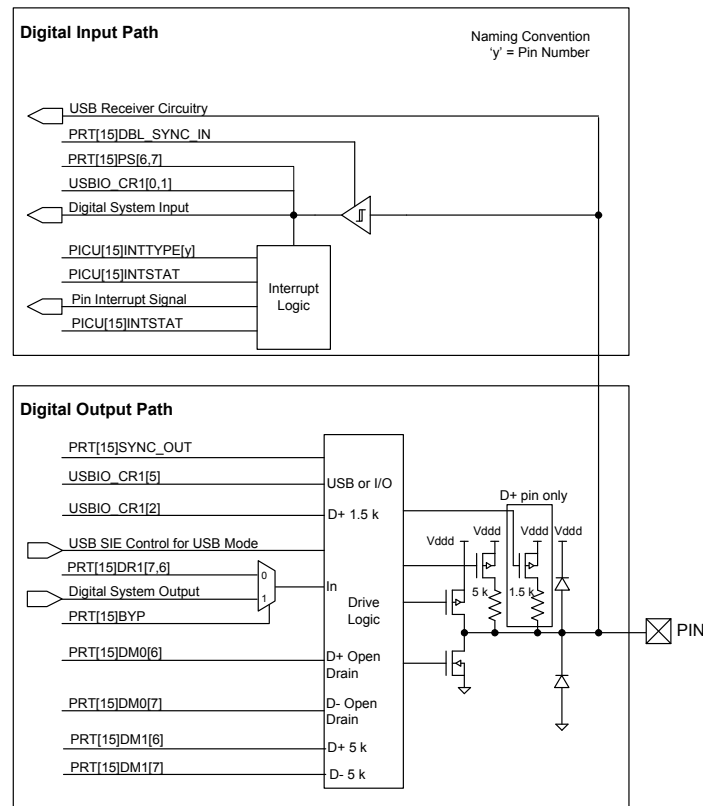 Digital Input Path
Naming Convention
'y' = Pin Number
USB Receiver Circuitry
PRT[15]DBL_SYNC_IN
PRT[15]PS[6,7]
USBIO_CR1[0,1]
Digital System Input
PICU[15]INTTYPE[y]
PICU[15]INTSTAT
Interrupt
Logic
Pin Interrupt Signal
PICU[15]INTSTAT
Digital Output Path
PRT[15]SYNC_OUT
USBIO_CR1[5]
USB or I/O
D+ pin only
USBIO_CR1[2]
D+ 1.5 k
Vddd
Vddd
Vddd
Vddd
USB SIE Control for USB Mode
PRT[15]DR1[7,6]
0
In
5 k
1.5 k
Digital System Output
1
Drive
Logic
PRT[15]BYP
PIN
PRT[15]DM0[6]
D+ Open
Drain
PRT[15]DM0[7]
D- Open
Drain
PRT[15]DM1[6]
D+ 5 k
PRT[15]DM1[7]
D- 5 k